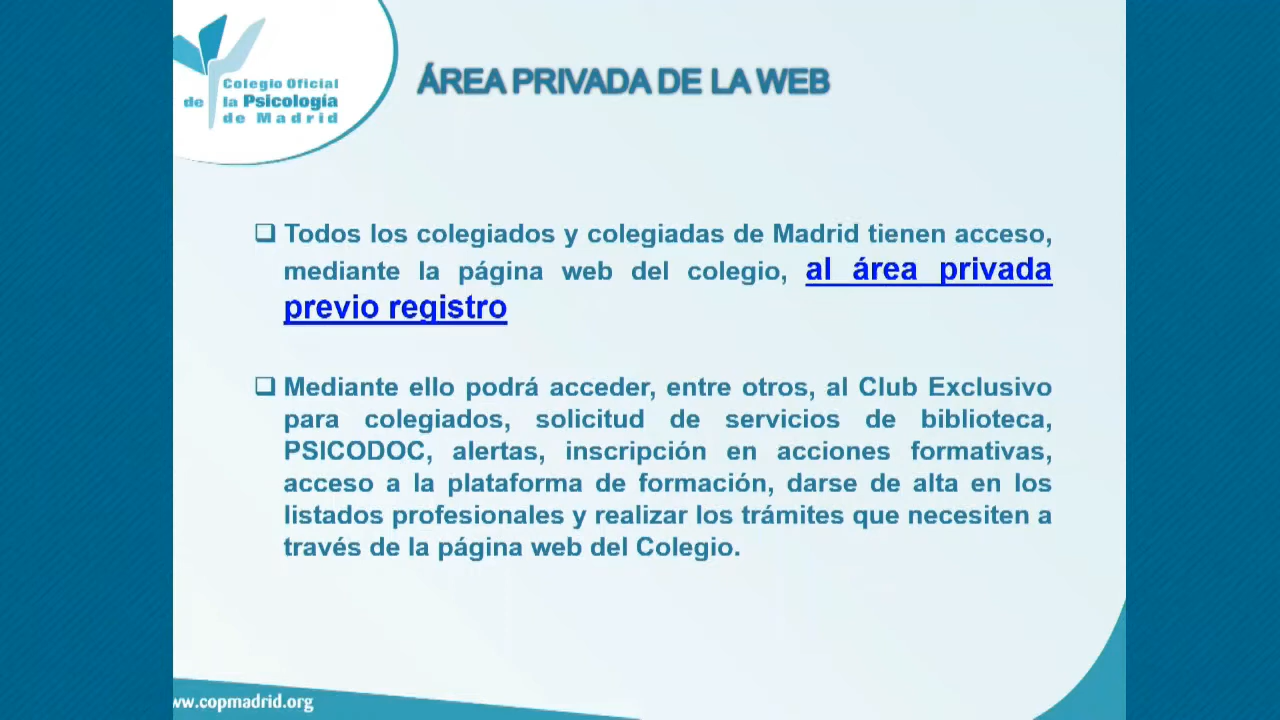 Colegio Oficial
de la Psicología
de Madrid
ÁREA PRIVADA DE LA WEB
Todos los colegiados y colegiadas de Madrid tienen acceso,
mediante la página web del colegio, al área privada
previo registro
Mediante ello podrá acceder, entre otros, al Club Exclusivo
para colegiados, solicitud de servicios de biblioteca,
PSICODOC, alertas, inscripción en acciones formativas,
acceso a la plataforma de formación, darse de alta en los
listados profesionales y realizar los trámites que necesiten a
través de la página web del Colegio.
ww.copmadrid.org